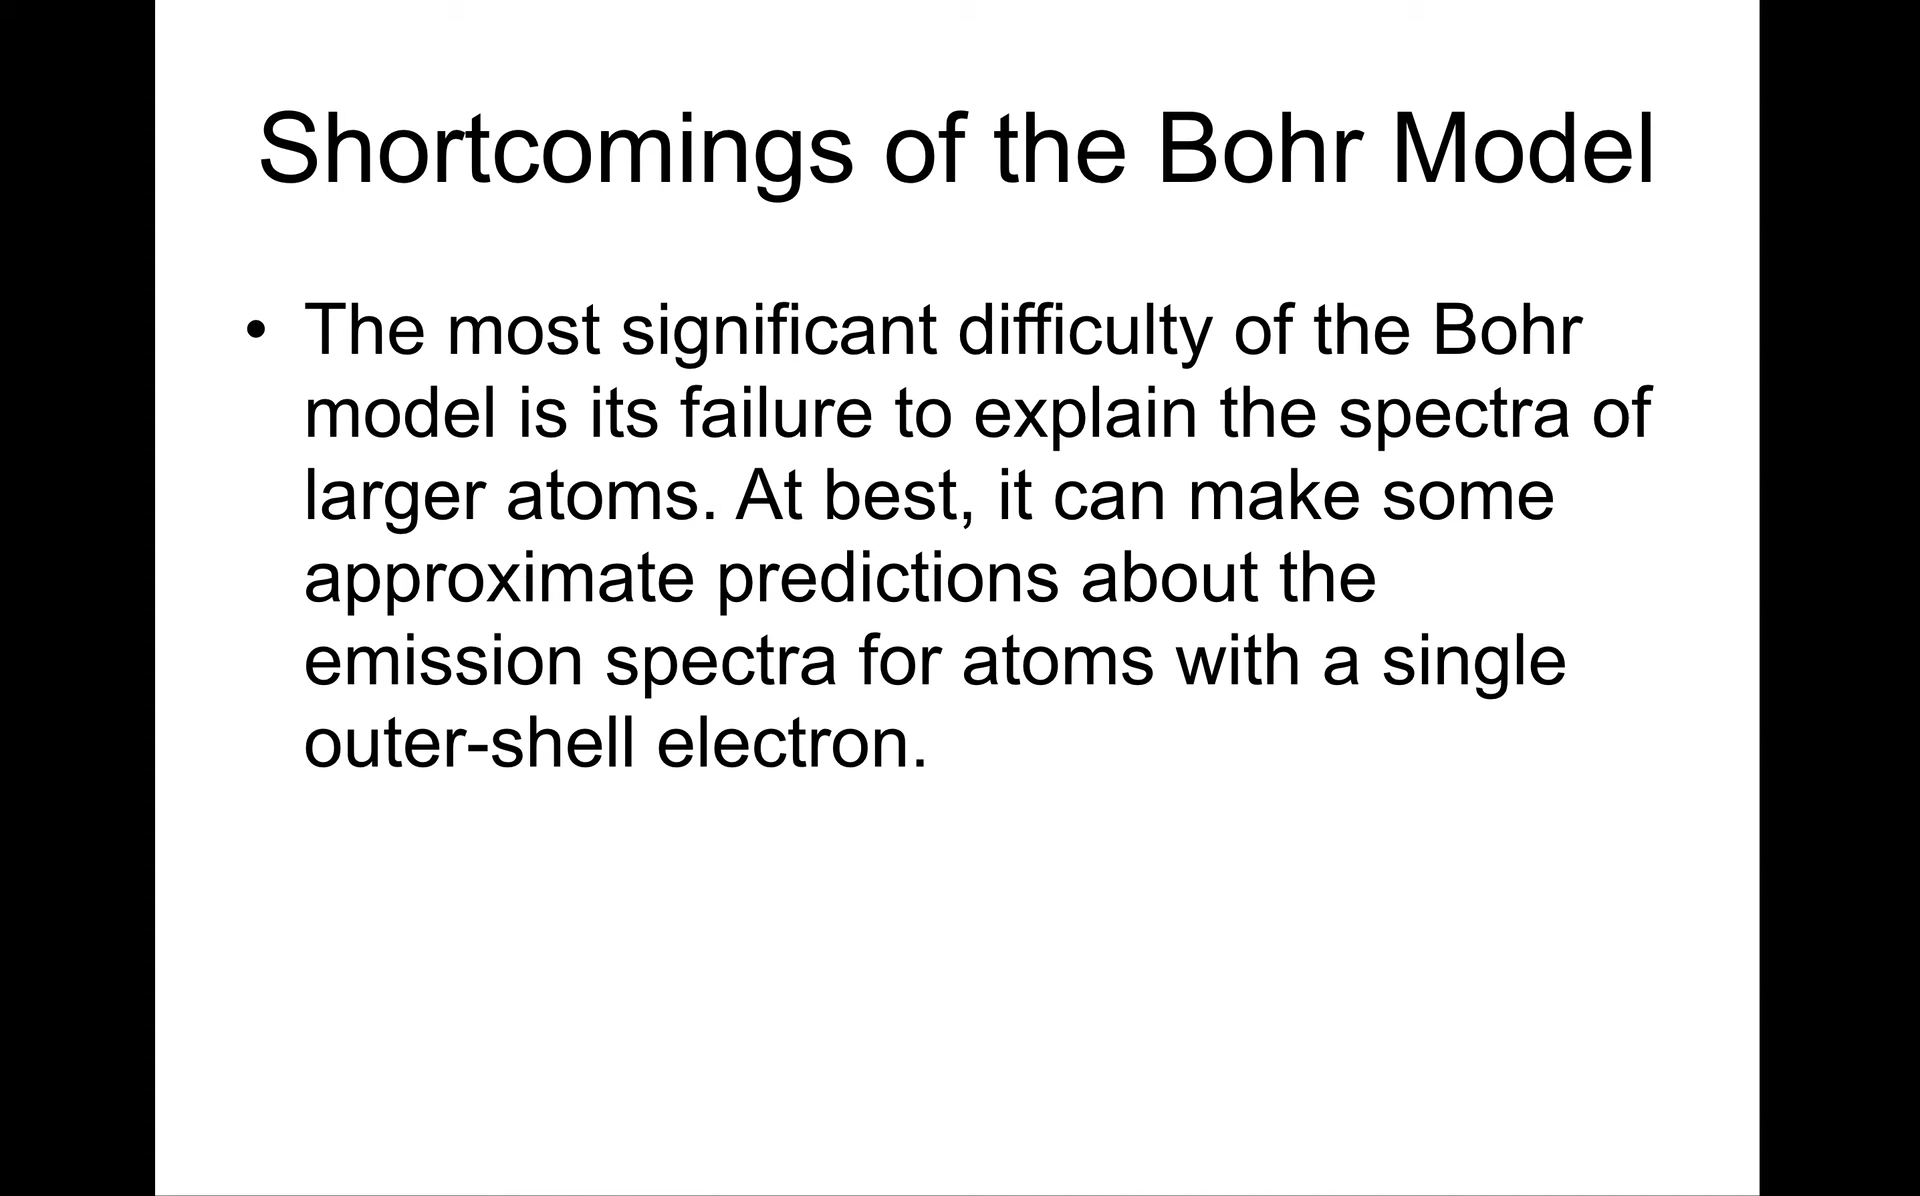 Shortcomings of the Bohr Model
• The most significant difficulty of the Bohr
model is its failure to explain the spectra of
larger atoms. At best, it can make some
approximate predictions about the
emission spectra for atoms with a single
outer-shell electron.